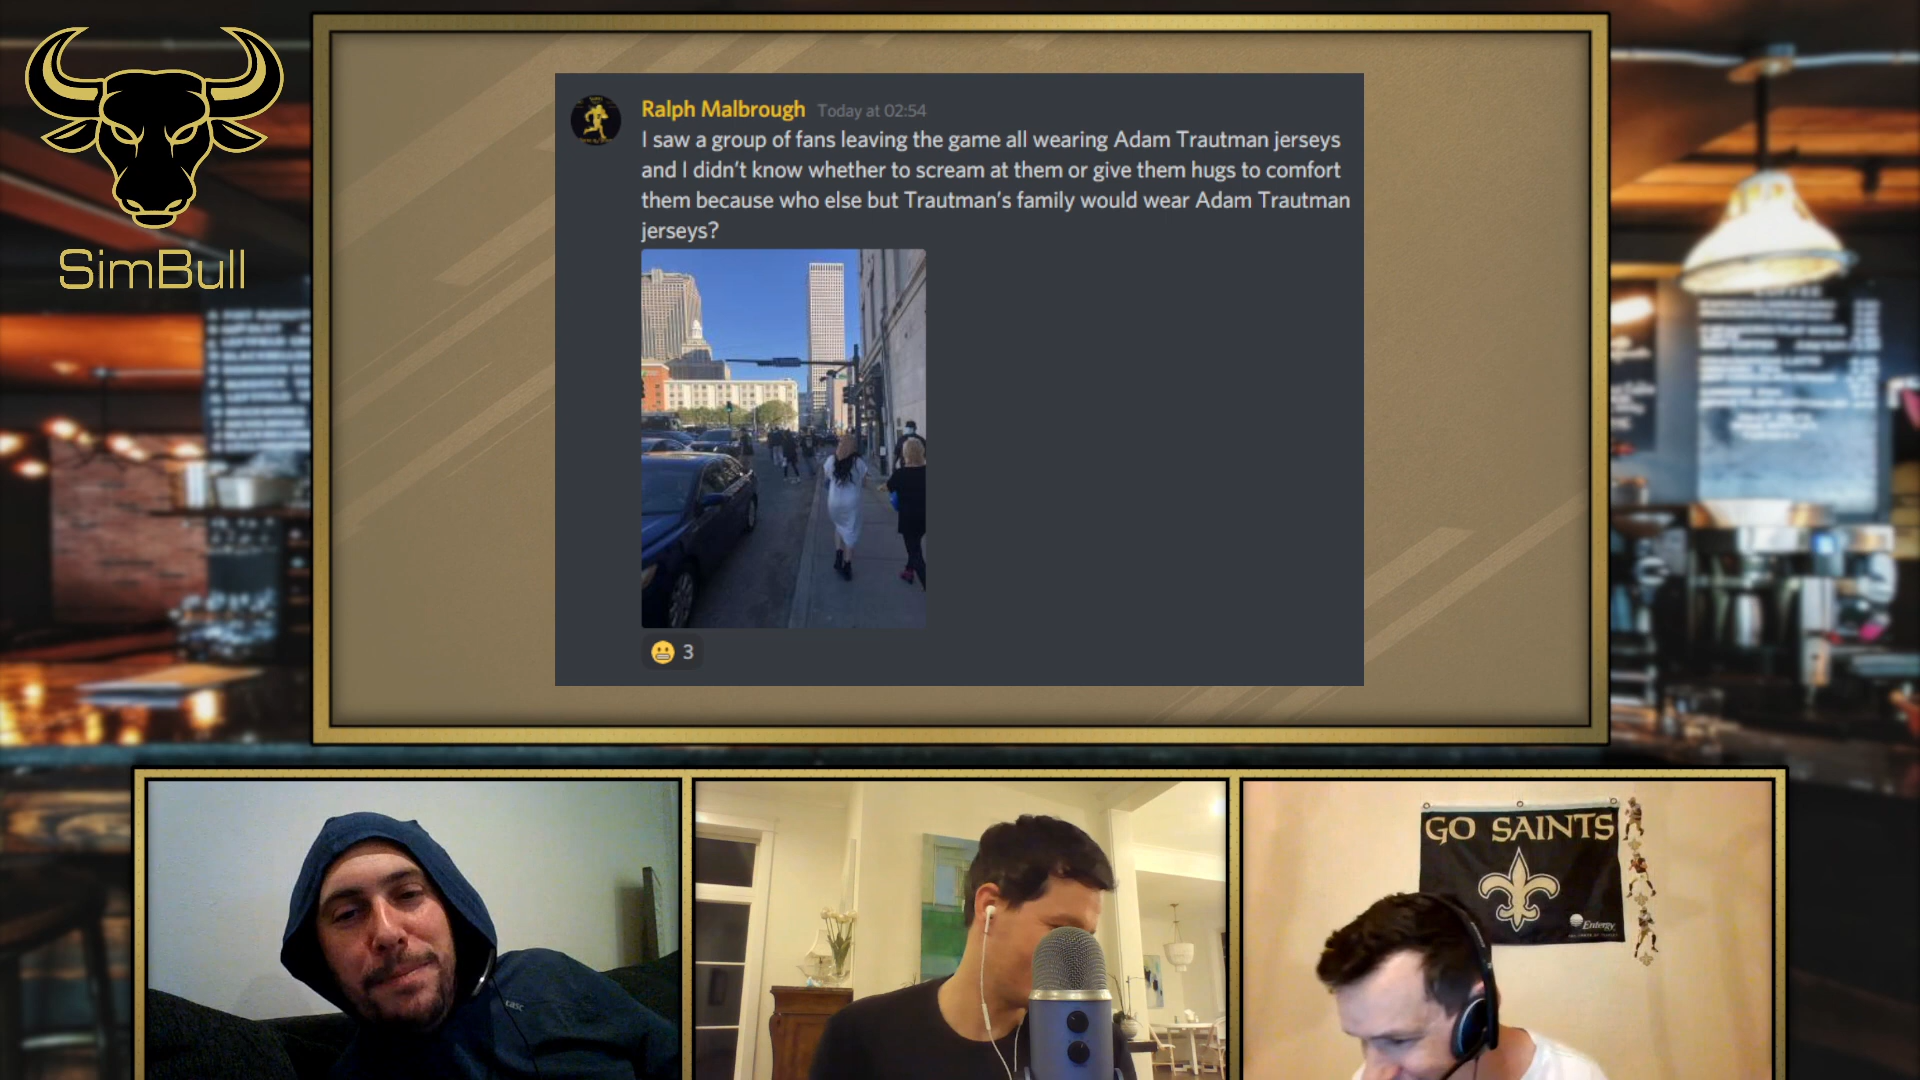 SimBull
Ralph Malbrough Today at 02:54
I saw a group of fans leaving the game all wearing Adam Trautman jerseys
and I didn't know whether to scream at them or give them hugs to comfort
them because who else but Trautman's family would wear Adam Trautman
jerseys?
3
GO SAINTS
Entergy